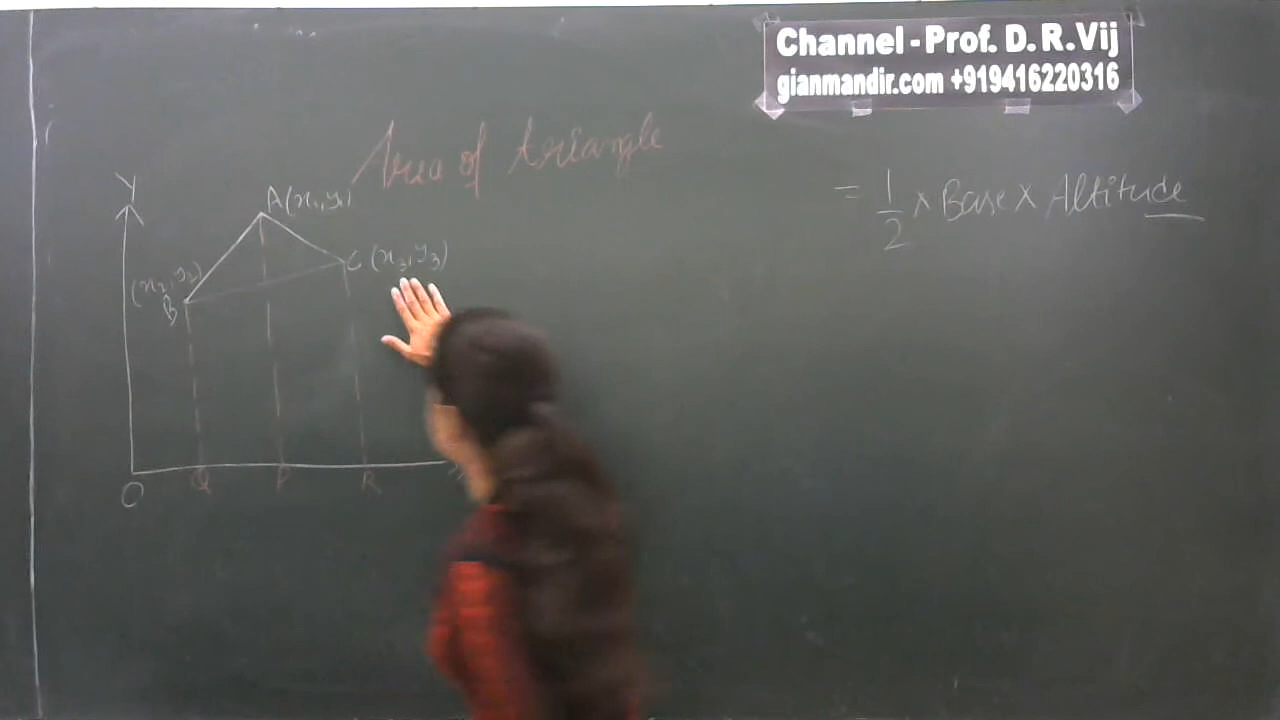 Channel - Prof. D. R. Vij
gianmandir.com +919416220316
Area of triangle
= 1/2 × Base × Altitude
Y
A(x₁,y₁)
C (x₃,y₃)
(x₂,y₂)
B
O
Q
P
R